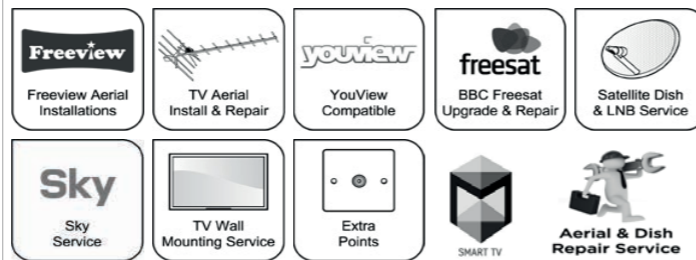 Freeview
Freeview Aerial
Installations
TV Aerial
Install & Repair
youview
YouView
Compatible
freesat
BBC Freesat
Upgrade & Repair
Satellite Dish
& LNB Service
Sky
Sky
Service
TV Wall
Mounting Service
Extra
Points
SMART TV
Aerial & Dish
Repair Service